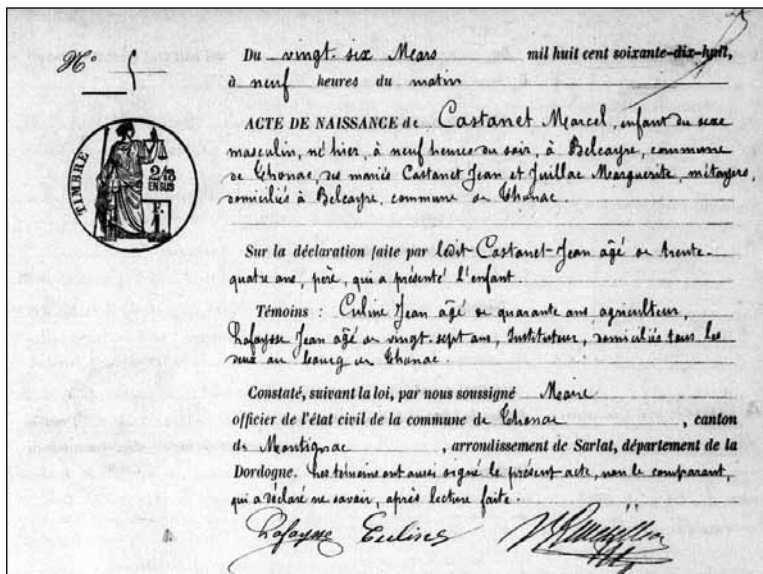 N° 5
Du vingt six Mars mil huit cent soixante-dix-huit,
à neuf heures du matin
ACTE DE NAISSANCE de Castanet Marcel, enfant du sexe
masculin, né hier, à neuf heures du soir, à Belcayre, commune
de Thonac, des mariés Castanet Jean et Juillac Marguerite, métayers,
domiciliés à Belcayre, commune de Thonac
TIMBRE
2/10
EN SUS
Sur la déclaration faite par ledit Castanet Jean âgé de trente-
quatre ans, père, qui a présenté l'enfant.
Témoins : Jean âgé de quarante ans agriculteur,
Lafaysse Jean âgé de vingt-sept ans, Instituteur, domiciliés tous les
deux au bourg de Thonac
Constaté, suivant la loi, par nous soussigné Maire
officier de l'état civil de la commune de Thonac, canton
de Montignac, arrondissement de Sarlat, département de la
Dordogne. Les témoins ont aussi signé le présent acte, non le comparant,
qui a déclaré ne savoir, après lecture faite.
Lafaysse